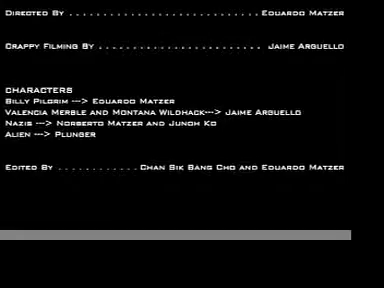 Directed By . . . . . . . . . . . . . . . . . . . . . . . . . . . . . Eduardo Matzer
Crappy Filming By . . . . . . . . . . . . . . . . . . . . . . . . . Jaime Arguello
CHARACTERS
Billy Pilgrim ---> Eduardo Matzer
Valencia Merble and Montana Wildhack---> Jaime Arguello
Nazis ---> Norberto Matzer and Junoh Ko
Alien ---> Plunger
Edited By . . . . . . . . . . . . Chan Sik Bang Cho and Eduardo Matzer